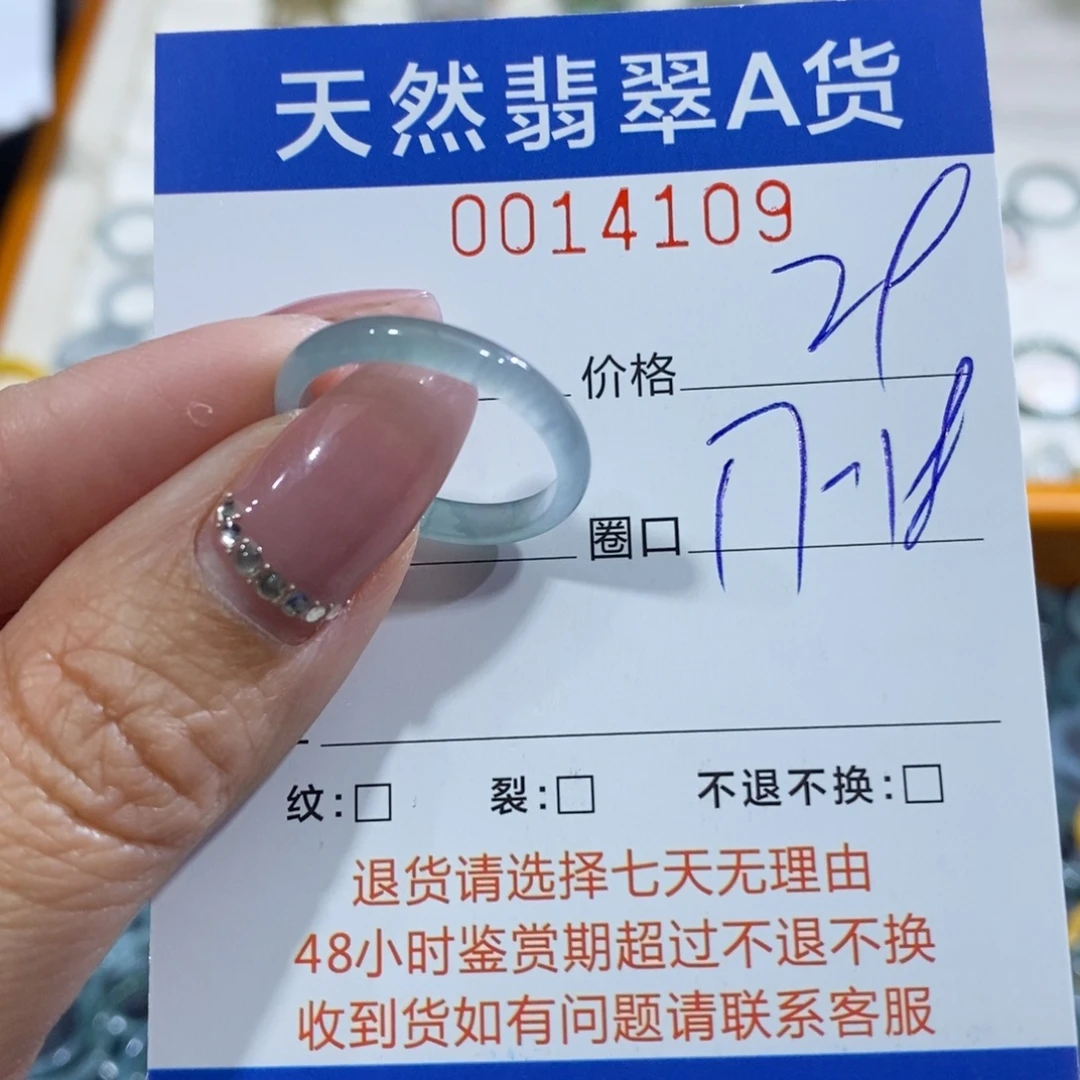 天然翡翠A货
0014109
价格
圈口 17-18
纹:□ 裂:□ 不退不换:□
退货请选择七天无理由
48小时鉴赏期超过不退不换
收到货如有问题请联系客服